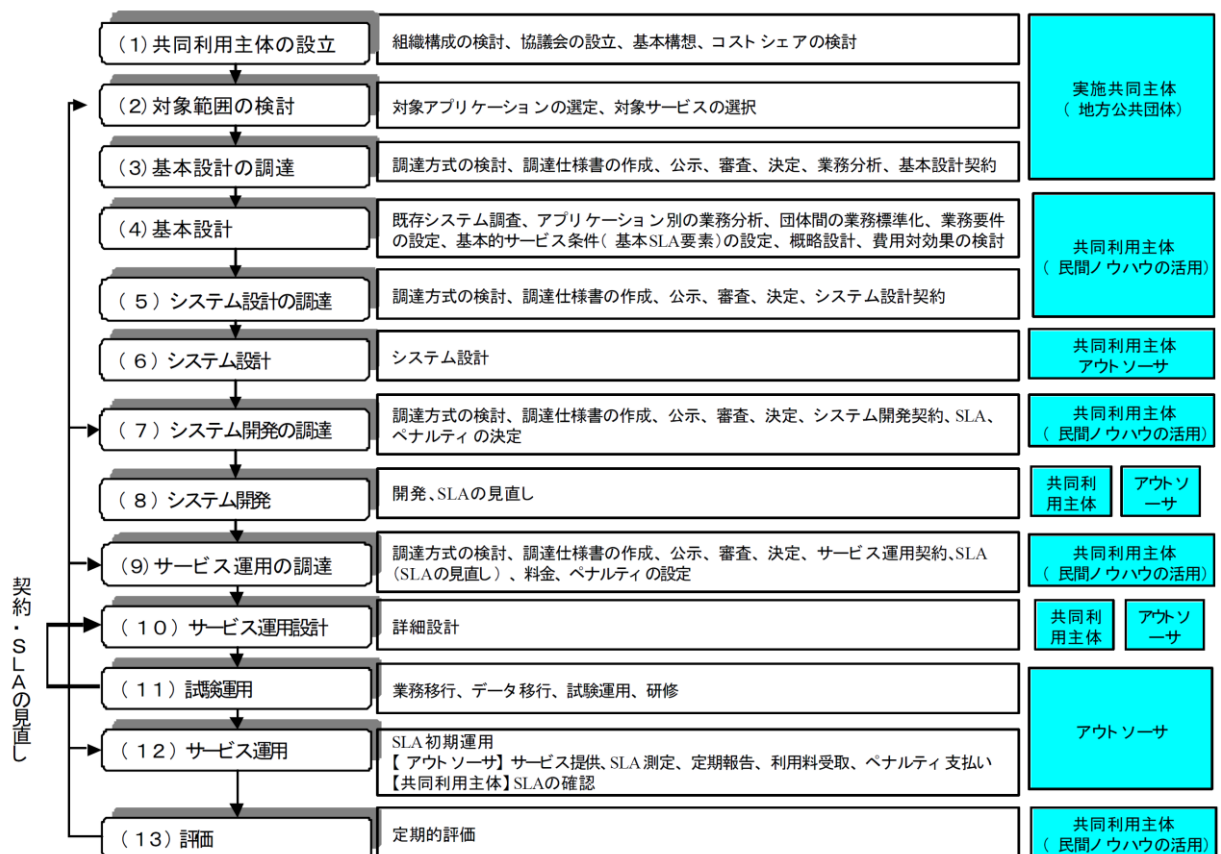 (1)共同利用主体の設立
組織構成の検討、協議会の設立、基本構想、コストシェアの検討
実施共同主体
(地方公共団体)
(2)対象範囲の検討
対象アプリケーションの選定、対象サービスの選択
(3)基本設計の調達
調達方式の検討、調達仕様書の作成、公示、審査、決定、業務分析、基本設計契約
(4)基本設計
既存システム調査、アプリケーション別の業務分析、団体間の業務標準化、業務要件
の設定、基本的サービス条件(基本SLA要素)の設定、概略設計、費用対効果の検討
共同利用主体
(民間ノウハウの活用)
(5)システム設計の調達
調達方式の検討、調達仕様書の作成、公示、審査、決定、システム設計契約
(6)システム設計
システム設計
共同利用主体
アウトソーサ
(7)システム開発の調達
調達方式の検討、調達仕様書の作成、公示、審査、決定、システム開発契約、SLA、
ペナルティの決定
共同利用主体
(民間ノウハウの活用)
(8)システム開発
開発、SLAの見直し
共同利
用主体
アウトソ
ーサ
(9)サービス運用の調達
調達方式の検討、調達仕様書の作成、公示、審査、決定、サービス運用契約、SLA
(SLAの見直し)、料金、ペナルティの設定
共同利用主体
(民間ノウハウの活用)
(10)サービス運用設計
詳細設計
共同利
用主体
アウトソ
ーサ
(11)試験運用
業務移行、データ移行、試験運用、研修
アウトソーサ
(12)サービス運用
SLA初期運用
【アウトソーサ】サービス提供、SLA測定、定期報告、利用料受取、ペナルティ支払い
【共同利用主体】SLAの確認
(13)評価
定期的評価
共同利用主体
(民間ノウハウの活用)
契約・SLAの見直し